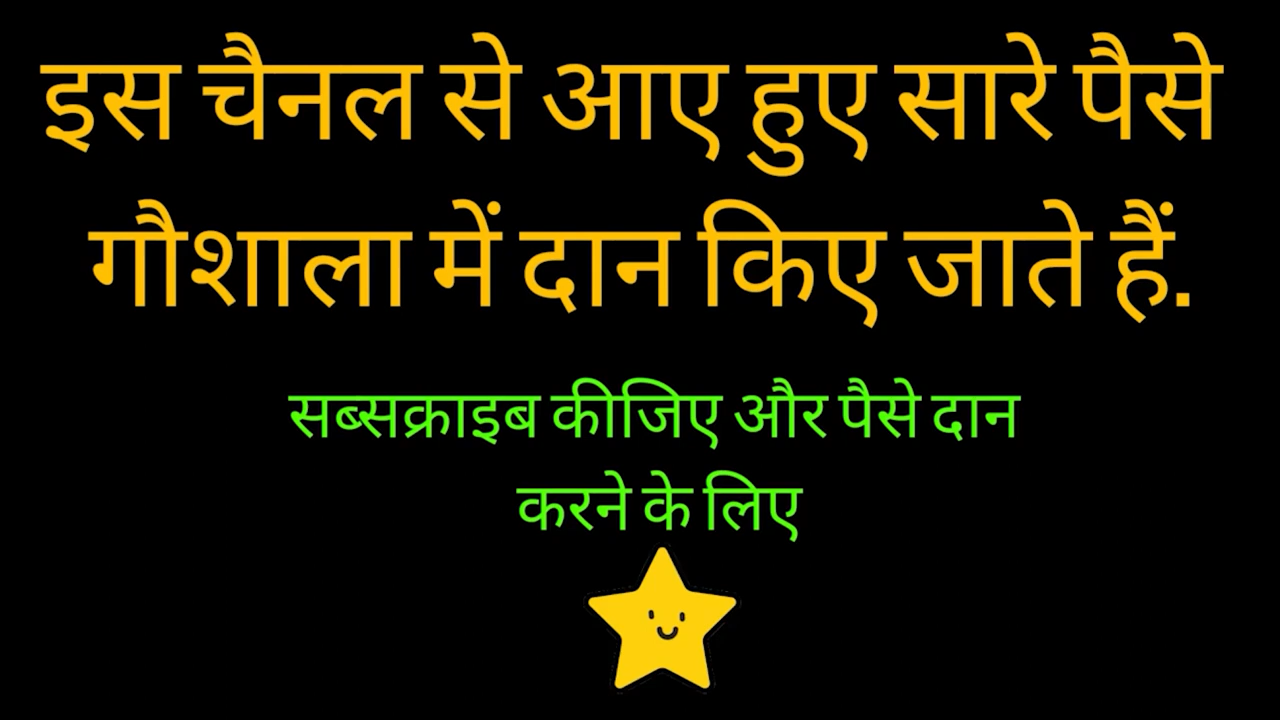 इस चैनल से आए हुए सारे पैसे
गौशाला में दान किए जाते हैं.
सब्सक्राइब कीजिए और पैसे दान
करने के लिए